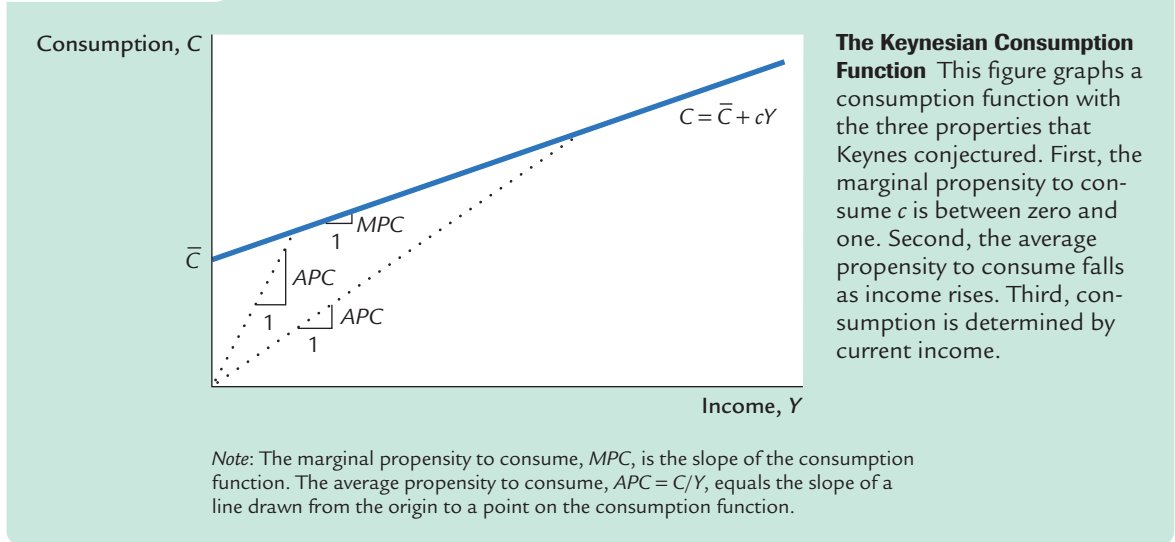 Consumption, C
The Keynesian Consumption
Function This figure graphs a
consumption function with
the three properties that
Keynes conjectured. First, the
marginal propensity to con-
sume c is between zero and
one. Second, the average
propensity to consume falls
as income rises. Third, con-
sumption is determined by
current income.
C = C̅ + cY
MPC
1
C̅
APC
1
APC
1
Income, Y
Note: The marginal propensity to consume, MPC, is the slope of the consumption
function. The average propensity to consume, APC = C/Y, equals the slope of a
line drawn from the origin to a point on the consumption function.